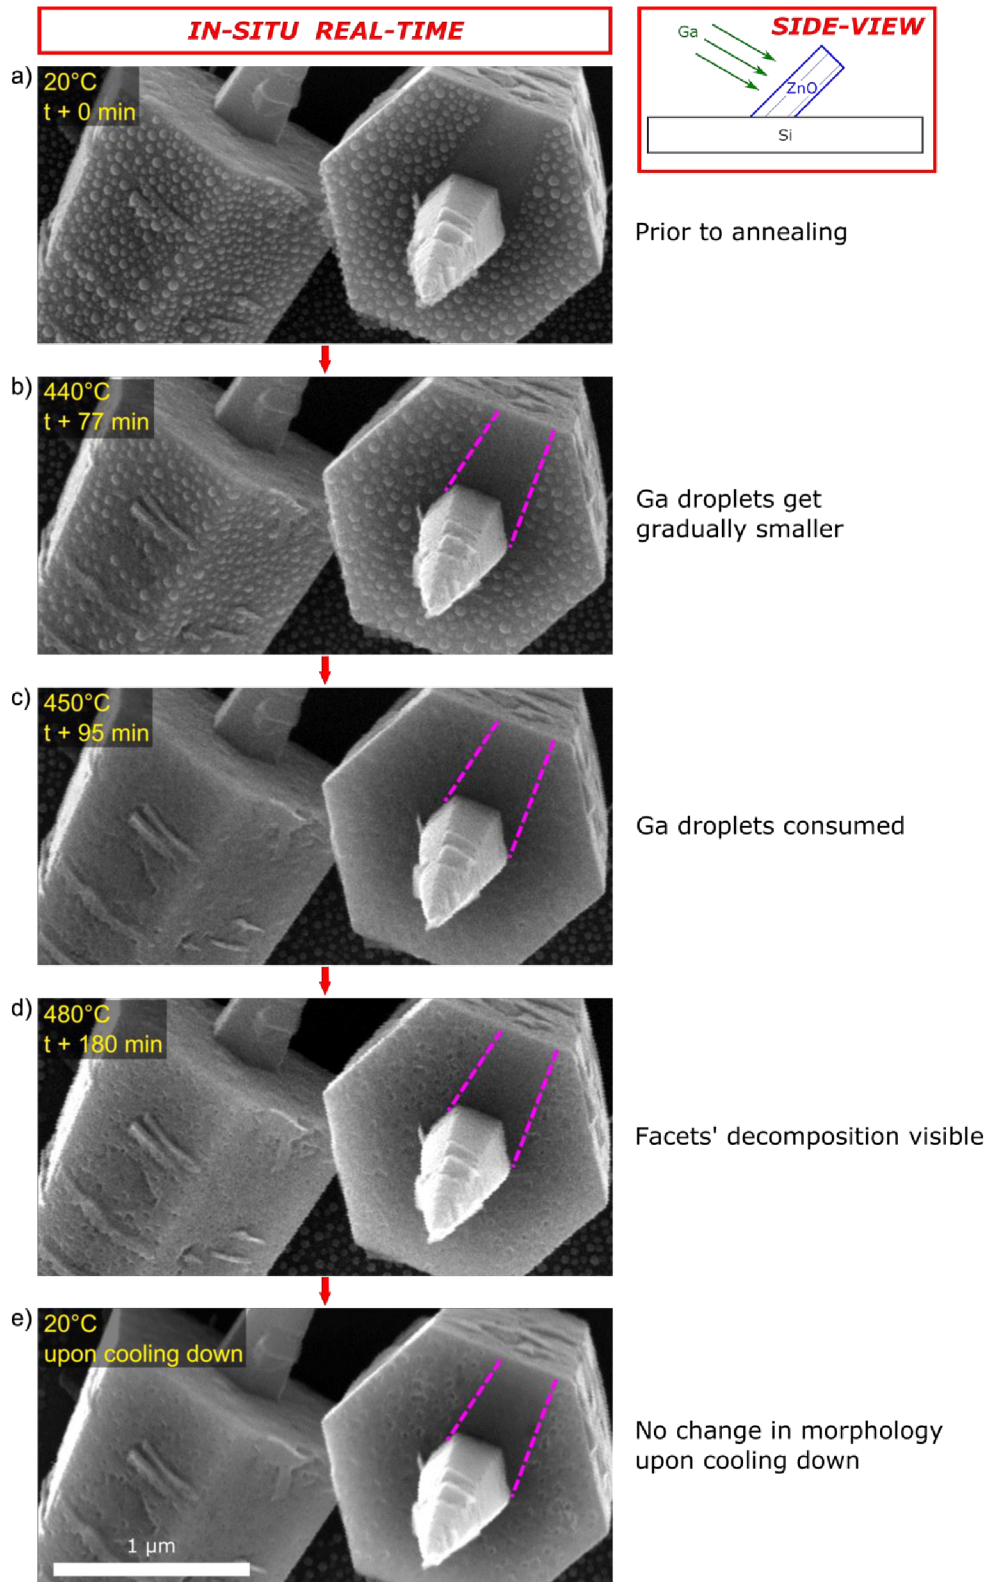 IN-SITU REAL-TIME
SIDE-VIEW
Ga
ZnO
Si
a)
20°C
t + 0 min
Prior to annealing
b)
440°C
t + 77 min
Ga droplets get
gradually smaller
c)
450°C
t + 95 min
Ga droplets consumed
d)
480°C
t + 180 min
Facets' decomposition visible
e)
20°C
upon cooling down
No change in morphology
upon cooling down
1 μm